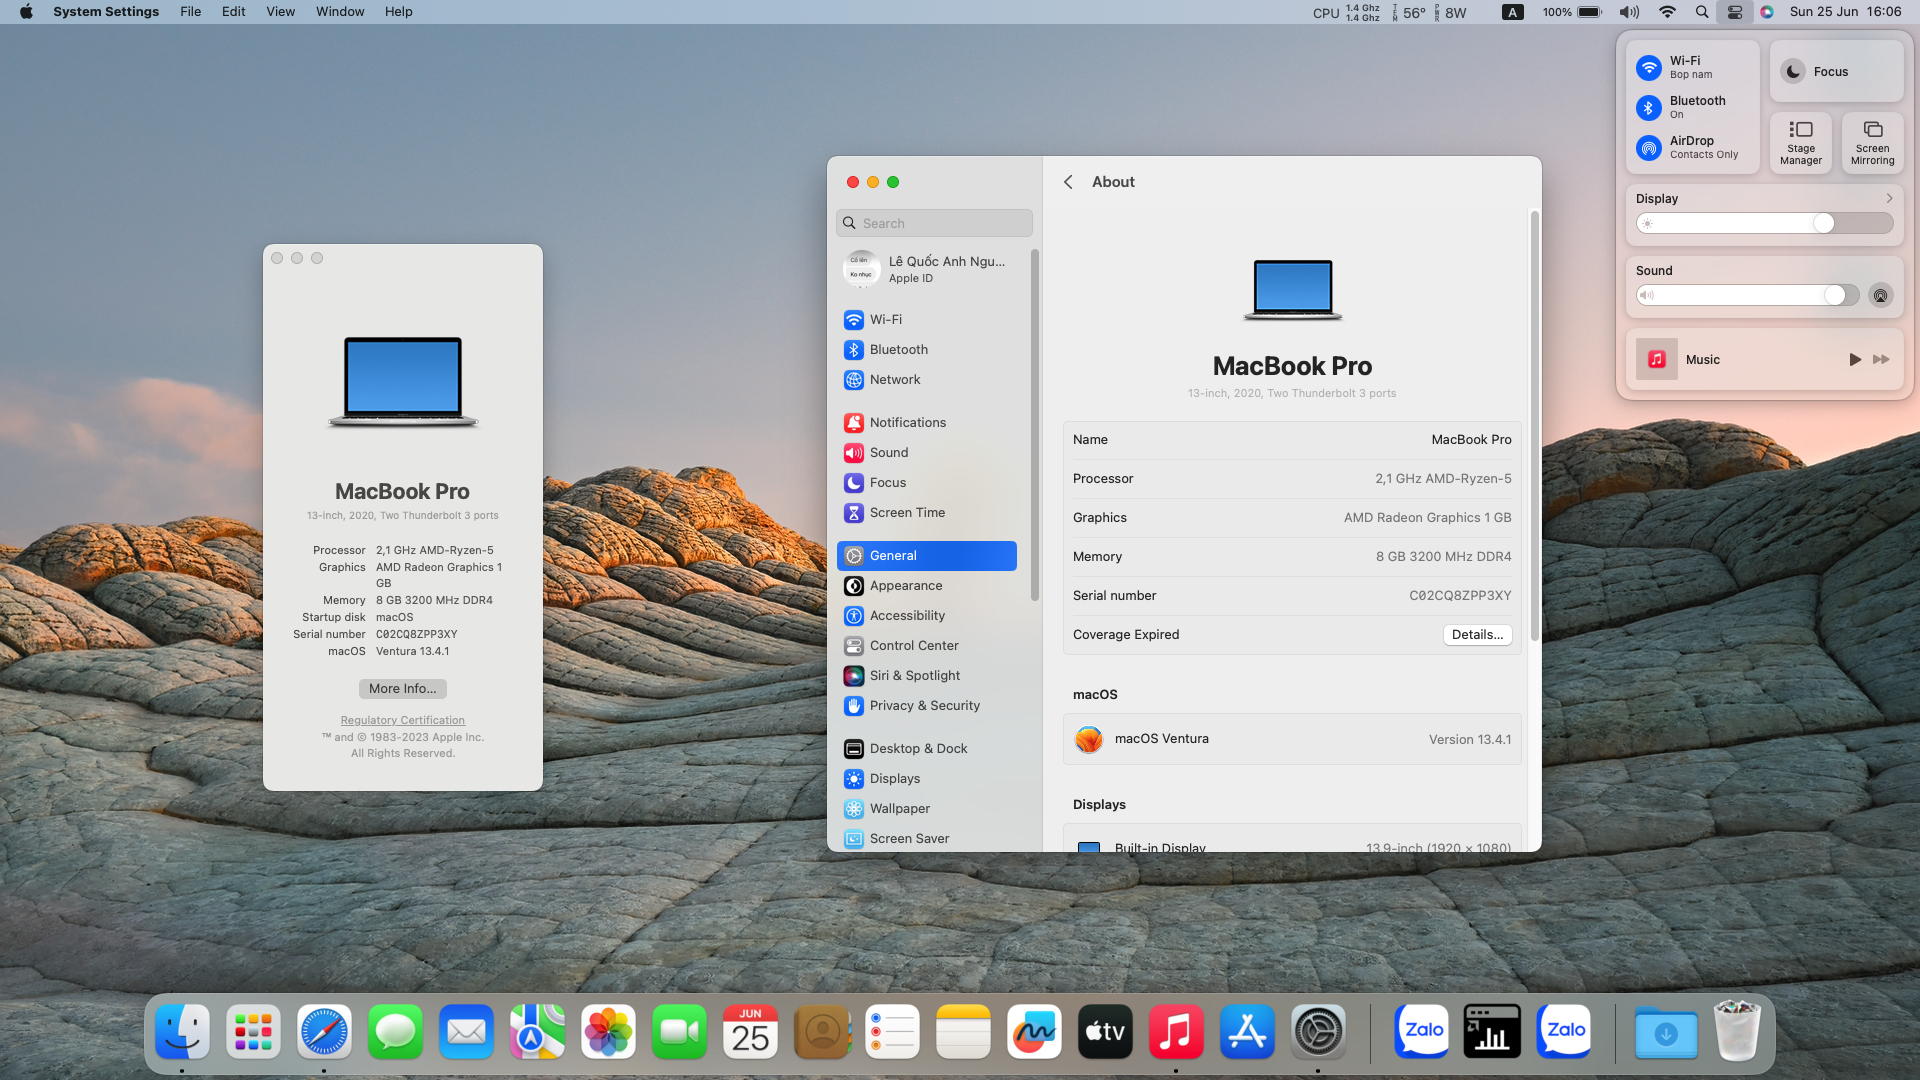 System Settings File Edit View Window Help
CPU 1.4 Ghz 1.4 Ghz TEM 56° PWR 8W A 100% Sun 25 Jun 16:06
Wi-Fi
Bop nam
Bluetooth
On
AirDrop
Contacts Only
Focus
Stage Manager
Screen Mirroring
Display
Sound
Music
MacBook Pro
13-inch, 2020, Two Thunderbolt 3 ports
Processor 2,1 GHz AMD-Ryzen-5
Graphics AMD Radeon Graphics 1
GB
Memory 8 GB 3200 MHz DDR4
Startup disk macOS
Serial number C02CQ8ZPP3XY
macOS Ventura 13.4.1
More Info...
Regulatory Certification
™ and © 1983-2023 Apple Inc.
All Rights Reserved.
Search
Cố lên
Ko nhục
Lê Quốc Anh Ngu...
Apple ID
Wi-Fi
Bluetooth
Network
Notifications
Sound
Focus
Screen Time
General
Appearance
Accessibility
Control Center
Siri & Spotlight
Privacy & Security
Desktop & Dock
Displays
Wallpaper
Screen Saver
About
MacBook Pro
13-inch, 2020, Two Thunderbolt 3 ports
Name MacBook Pro
Processor 2,1 GHz AMD-Ryzen-5
Graphics AMD Radeon Graphics 1 GB
Memory 8 GB 3200 MHz DDR4
Serial number C02CQ8ZPP3XY
Coverage Expired Details...
macOS
macOS Ventura Version 13.4.1
Displays
Built-in Display 13.9-inch (1920 × 1080)
JUN
25
tv
Zalo
Zalo